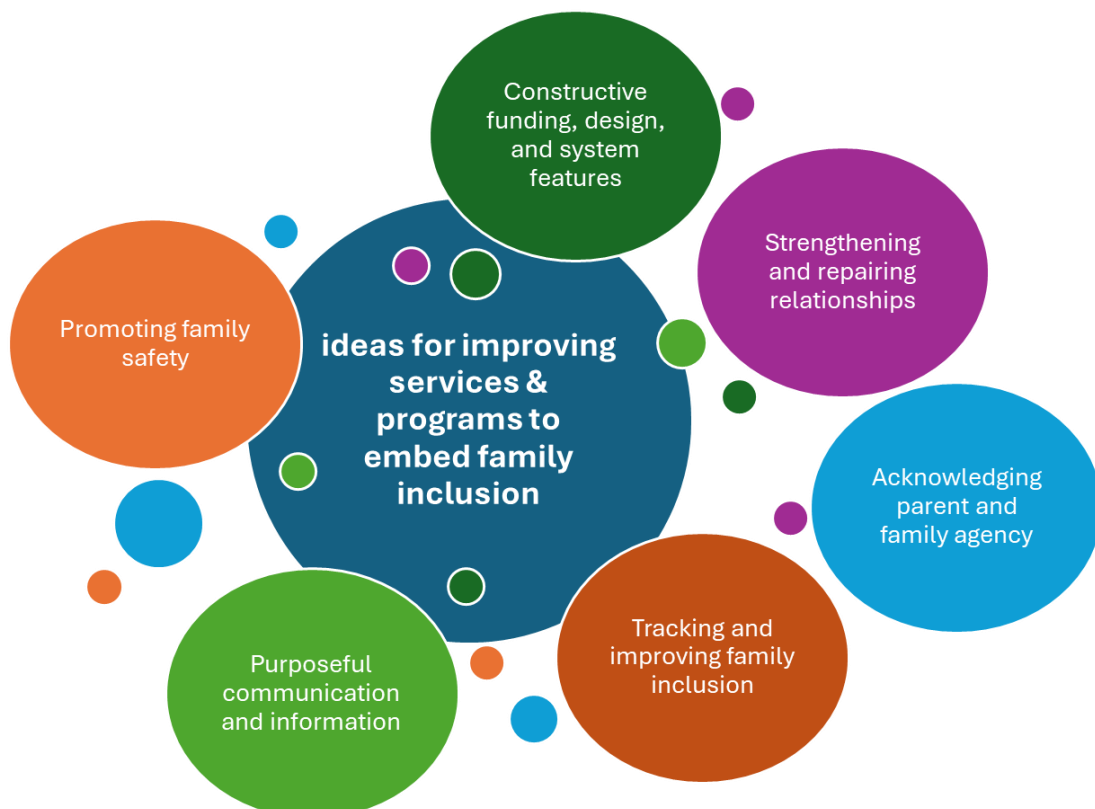 Constructive
funding, design,
and system
features
Strengthening
and repairing
relationships
Promoting family
safety
ideas for improving
services &
programs to
embed family
inclusion
Acknowledging
parent and
family agency
Tracking and
improving family
inclusion
Purposeful
communication
and information